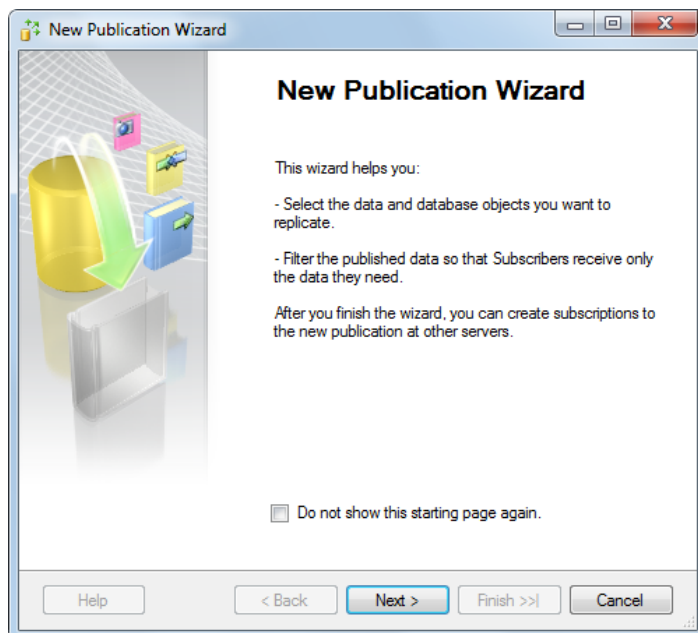 New Publication Wizard
New Publication Wizard
This wizard helps you:
- Select the data and database objects you want to
replicate.
- Filter the published data so that Subscribers receive only
the data they need.
After you finish the wizard, you can create subscriptions to
the new publication at other servers.
Do not show this starting page again.
Help
< Back
Next >
Finish >>|
Cancel